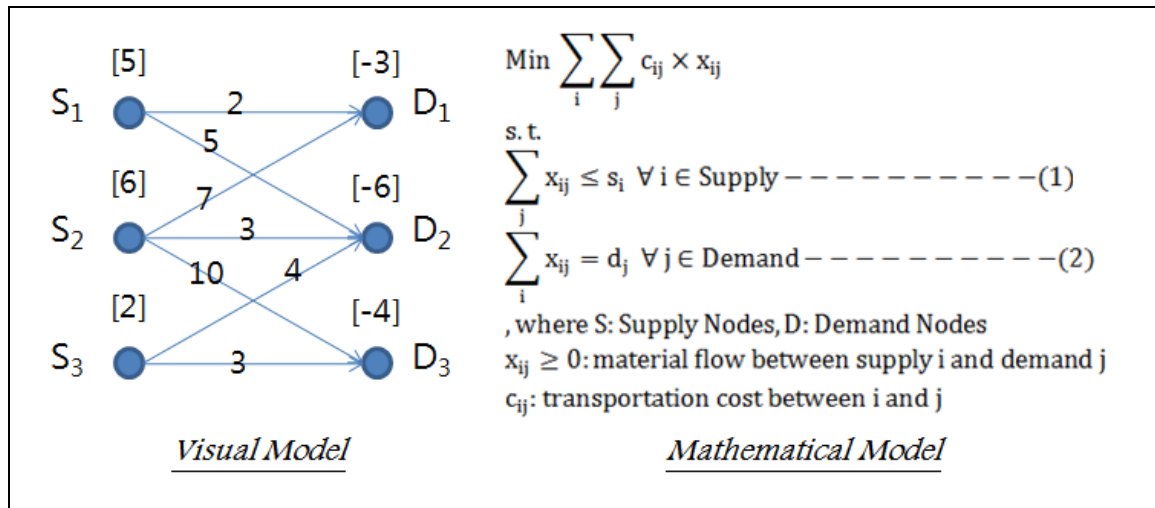 [5] [-3]
S₁ 2 D₁
5
[6] 7 [-6]
S₂ 3 D₂
10 4
[2] [-4]
S₃ 3 D₃
Visual Model
Min ∑ᵢ ∑ⱼ cᵢⱼ × xᵢⱼ
s. t.
∑ⱼ xᵢⱼ ≤ sᵢ ∀ i ∈ Supply − − − − − − − − − −(1)
∑ᵢ xᵢⱼ = dⱼ ∀ j ∈ Demand − − − − − − − − − −(2)
, where S: Supply Nodes, D: Demand Nodes
xᵢⱼ ≥ 0: material flow between supply i and demand j
cᵢⱼ: transportation cost between i and j
Mathematical Model